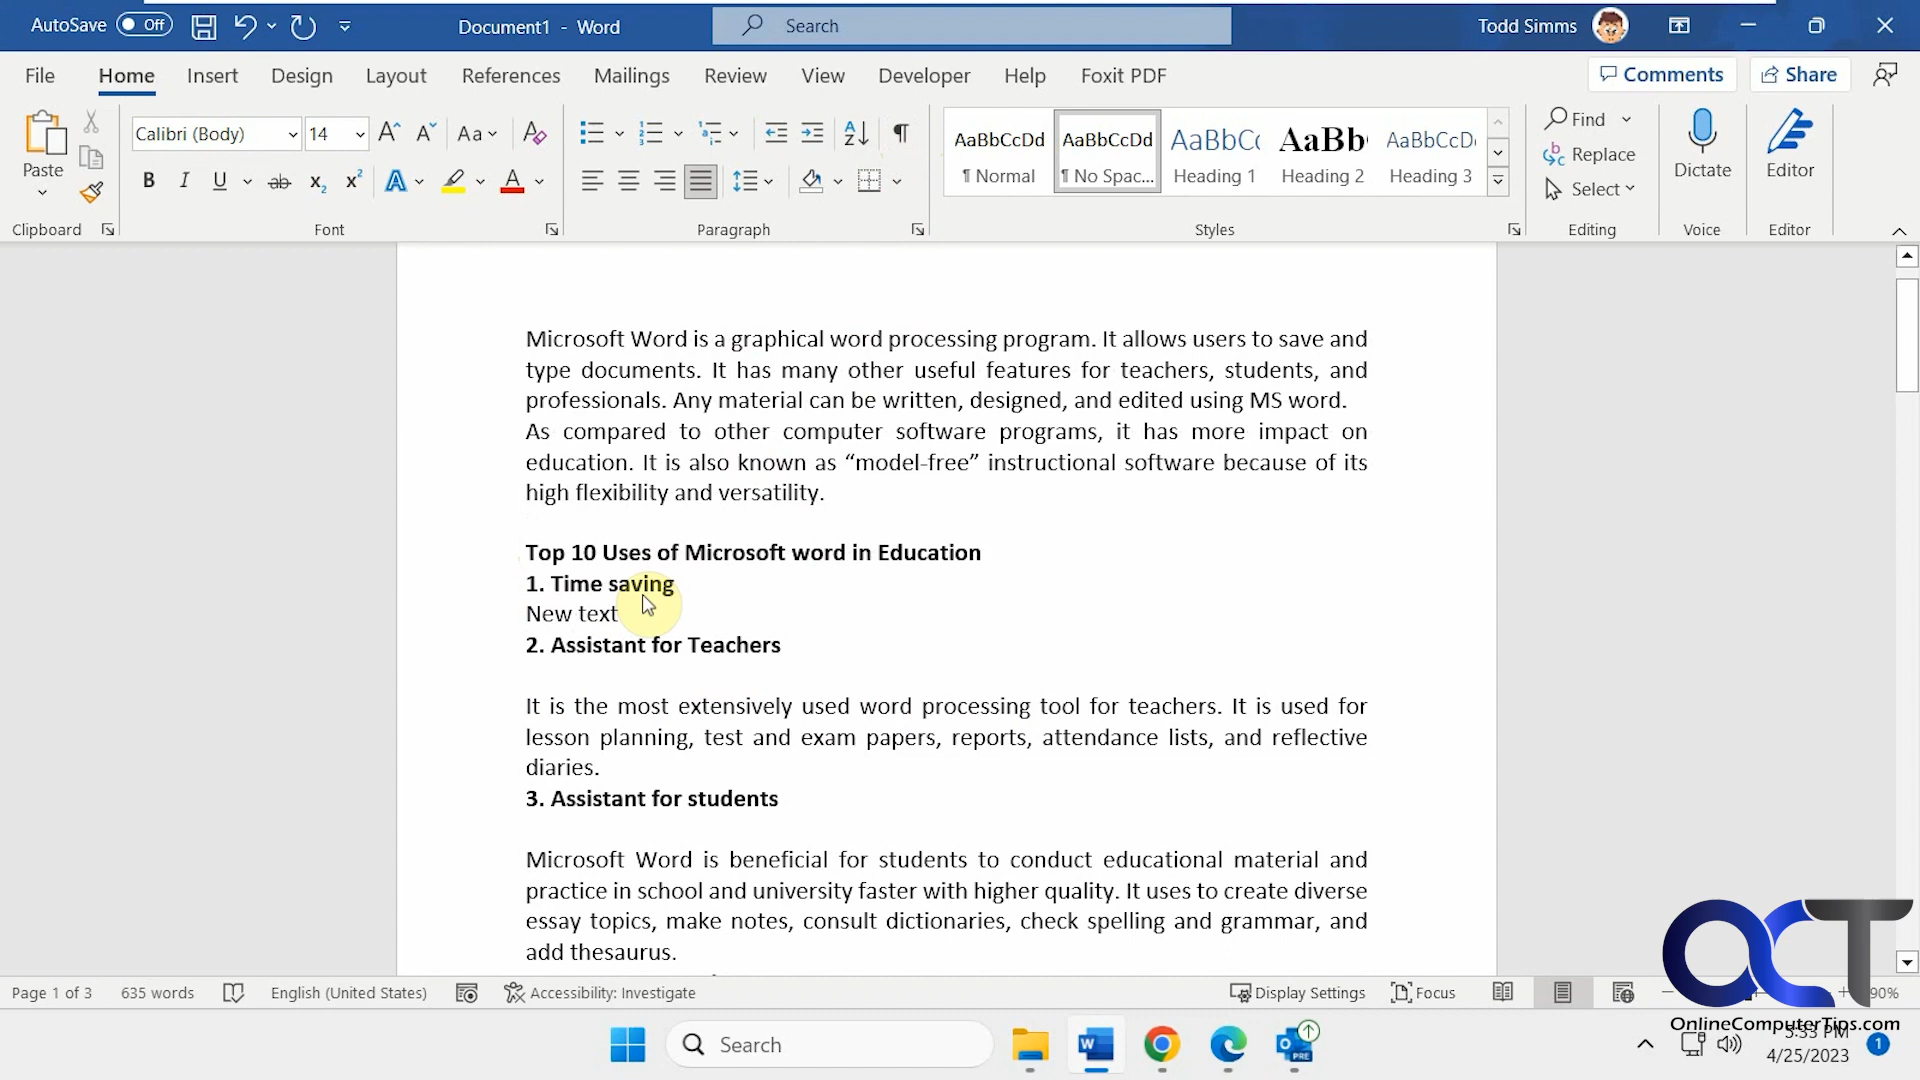 AutoSave Off
Document1 - Word
Search
Todd Simms
File Home Insert Design Layout References Mailings Review View Developer Help Foxit PDF
Comments Share
Paste
Clipboard
Calibri (Body) 14
Font
Paragraph
AaBbCcDd AaBbCcDd AaBbCc AaBb AaBbCcD
¶ Normal ¶ No Spac... Heading 1 Heading 2 Heading 3
Styles
Find
Replace
Select
Editing
Dictate
Voice
Editor
Editor
Microsoft Word is a graphical word processing program. It allows users to save and
type documents. It has many other useful features for teachers, students, and
professionals. Any material can be written, designed, and edited using MS word.
As compared to other computer software programs, it has more impact on
education. It is also known as “model-free” instructional software because of its
high flexibility and versatility.
Top 10 Uses of Microsoft word in Education
1. Time saving
New text
2. Assistant for Teachers
It is the most extensively used word processing tool for teachers. It is used for
lesson planning, test and exam papers, reports, attendance lists, and reflective
diaries.
3. Assistant for students
Microsoft Word is beneficial for students to conduct educational material and
practice in school and university faster with higher quality. It uses to create diverse
essay topics, make notes, consult dictionaries, check spelling and grammar, and
add thesaurus.
Page 1 of 3 635 words English (United States) Accessibility: Investigate Display Settings Focus
OCT
OnlineComputerTips.com
Search
4/25/2023
1